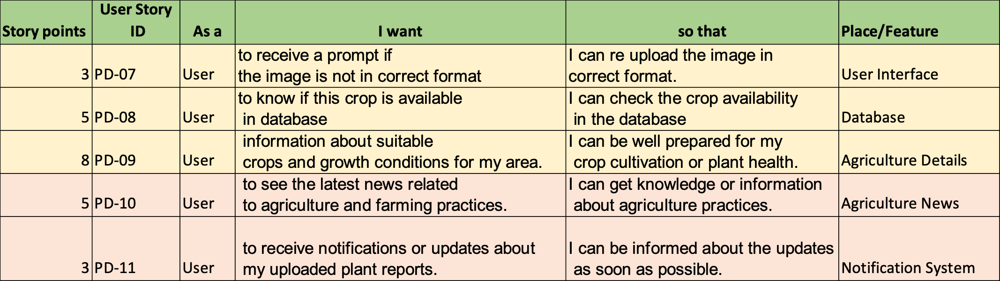 Story points
User Story
ID
As a
I want
so that
Place/Feature
3
PD-07
User
to receive a prompt if
the image is not in correct format
I can re upload the image in
correct format.
User Interface
5
PD-08
User
to know if this crop is available
in database
I can check the crop availability
in the database
Database
8
PD-09
User
information about suitable
crops and growth conditions for my area.
I can be well prepared for my
crop cultivation or plant health.
Agriculture Details
5
PD-10
User
to see the latest news related
to agriculture and farming practices.
I can get knowledge or information
about agriculture practices.
Agriculture News
3
PD-11
User
to receive notifications or updates about
my uploaded plant reports.
I can be informed about the updates
as soon as possible.
Notification System